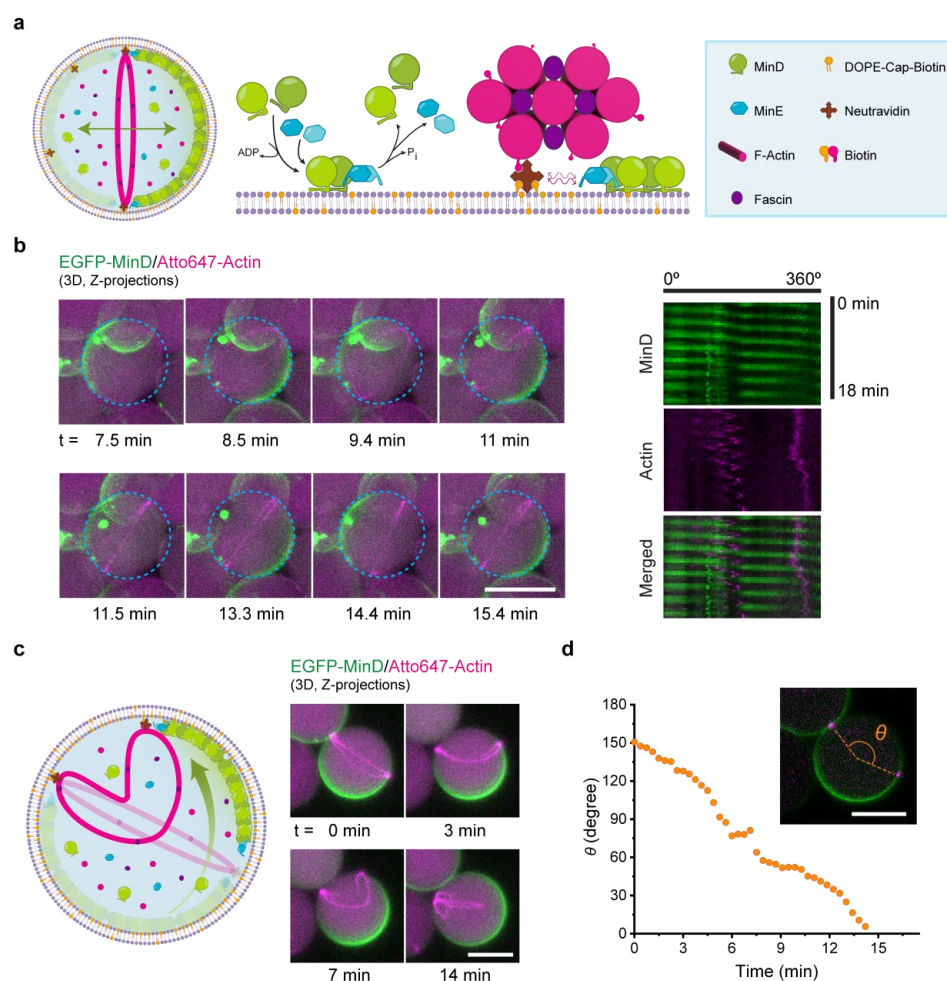 a
ADP
Pi
MinD
DOPE-Cap-Biotin
MinE
Neutravidin
F-Actin
Biotin
Fascin
b
EGFP-MinD/Atto647-Actin
(3D, Z-projections)
t = 7.5 min
8.5 min
9.4 min
11 min
11.5 min
13.3 min
14.4 min
15.4 min
0º
360º
MinD
0 min
18 min
Actin
Merged
c
EGFP-MinD/Atto647-Actin
(3D, Z-projections)
t = 0 min
3 min
7 min
14 min
d
θ (degree)
180
150
120
90
60
30
0
0
3
6
9
12
15
Time (min)
θ